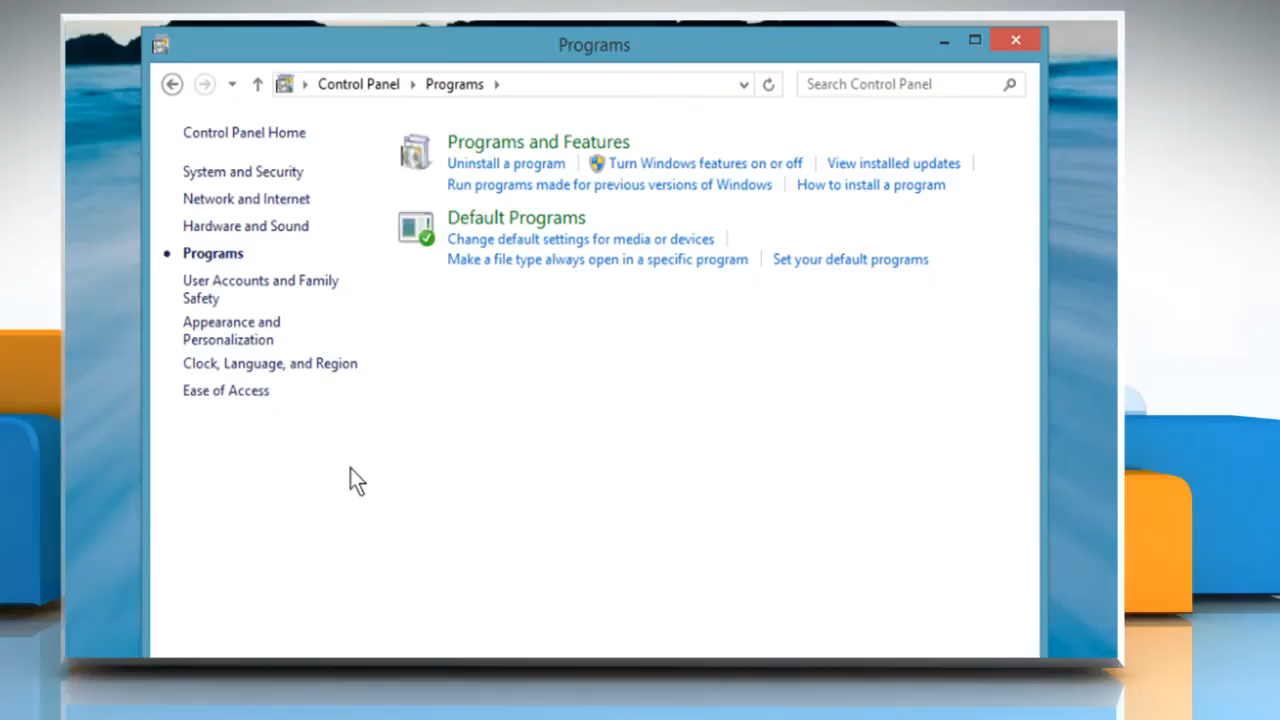 Programs
Control Panel Programs
Search Control Panel
Control Panel Home
System and Security
Network and Internet
Hardware and Sound
Programs
User Accounts and Family
Safety
Appearance and
Personalization
Clock, Language, and Region
Ease of Access
Programs and Features
Uninstall a program
Turn Windows features on or off
View installed updates
Run programs made for previous versions of Windows
How to install a program
Default Programs
Change default settings for media or devices
Make a file type always open in a specific program
Set your default programs